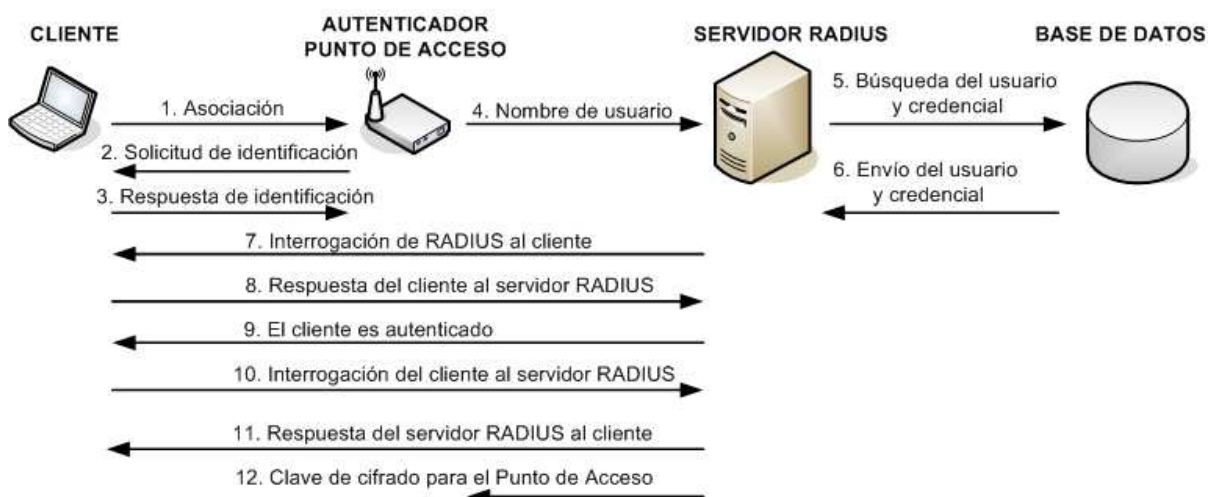 CLIENTE
AUTENTICADOR
PUNTO DE ACCESO
SERVIDOR RADIUS
BASE DE DATOS
1. Asociación
2. Solicitud de identificación
3. Respuesta de identificación
4. Nombre de usuario
5. Búsqueda del usuario
y credencial
6. Envío del usuario
y credencial
7. Interrogación de RADIUS al cliente
8. Respuesta del cliente al servidor RADIUS
9. El cliente es autenticado
10. Interrogación del cliente al servidor RADIUS
11. Respuesta del servidor RADIUS al cliente
12. Clave de cifrado para el Punto de Acceso